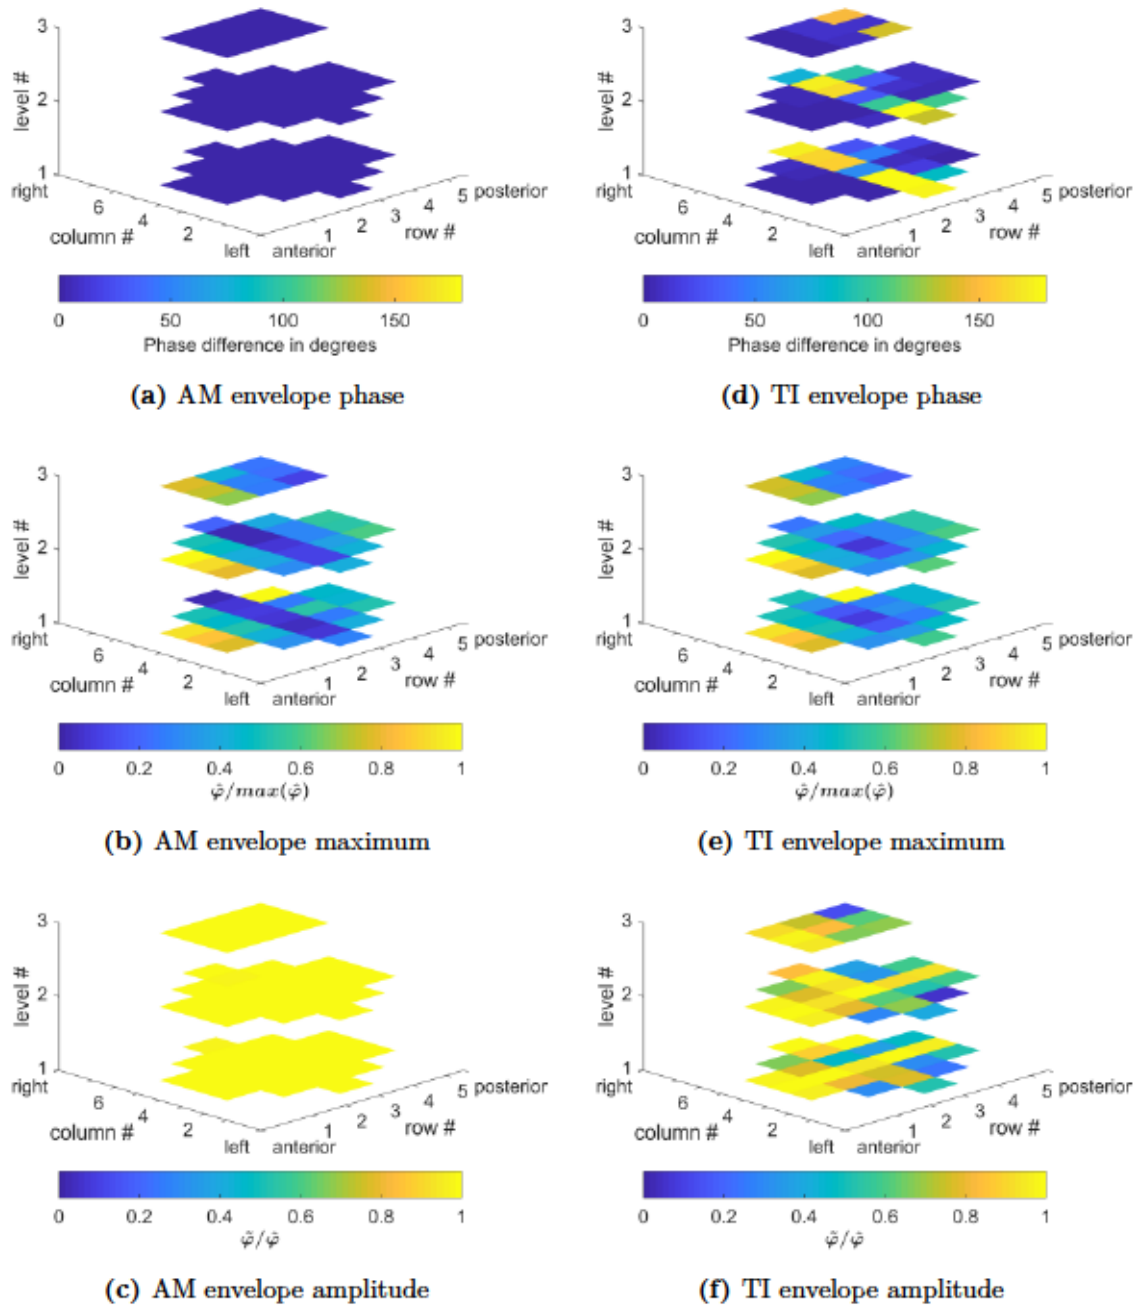 3
level #
2
1
right
6
column #
4
2
left
anterior
1
2
row #
3
4
5
posterior
0
50
100
150
Phase difference in degrees
(a) AM envelope phase
3
level #
2
1
right
6
column #
4
2
left
anterior
1
2
row #
3
4
5
posterior
0
50
100
150
Phase difference in degrees
(d) TI envelope phase
3
level #
2
1
right
6
column #
4
2
left
anterior
1
2
row #
3
4
5
posterior
0
0.2
0.4
0.6
0.8
1
φ̂/max(φ̂)
(b) AM envelope maximum
3
level #
2
1
right
6
column #
4
2
left
anterior
1
2
row #
3
4
5
posterior
0
0.2
0.4
0.6
0.8
1
φ̂/max(φ̂)
(e) TI envelope maximum
3
level #
2
1
right
6
column #
4
2
left
anterior
1
2
row #
3
4
5
posterior
0
0.2
0.4
0.6
0.8
1
φ̃/φ̂
(c) AM envelope amplitude
3
level #
2
1
right
6
column #
4
2
left
anterior
1
2
row #
3
4
5
posterior
0
0.2
0.4
0.6
0.8
1
φ̃/φ̂
(f) TI envelope amplitude